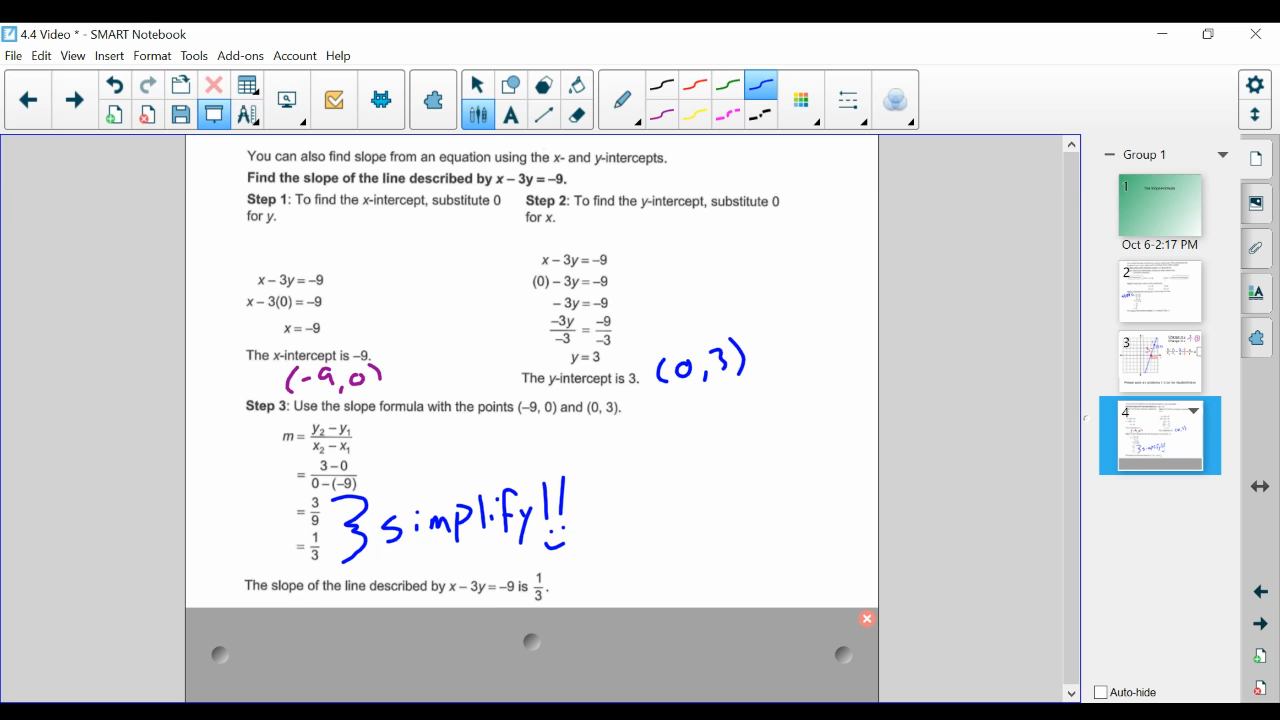 4.4 Video * - SMART Notebook
File Edit View Insert Format Tools Add-ons Account Help
You can also find slope from an equation using the x- and y-intercepts.
Find the slope of the line described by x – 3y = –9.
Step 1: To find the x-intercept, substitute 0
for y.
x – 3y = –9
x – 3(0) = –9
x = –9
The x-intercept is –9.
(-9,0)
Step 2: To find the y-intercept, substitute 0
for x.
x – 3y = –9
(0) – 3y = –9
– 3y = –9
–3y/–3 = –9/–3
y = 3
The y-intercept is 3.
(0,3)
Step 3: Use the slope formula with the points (–9, 0) and (0, 3).
m = y₂ – y₁/x₂ – x₁
= 3 – 0/0 – (–9)
= 3/9
= 1/3
} simplify!!
The slope of the line described by x – 3y = –9 is 1/3.
Group 1
1
Oct 6-2:17 PM
2
3
4
Auto-hide